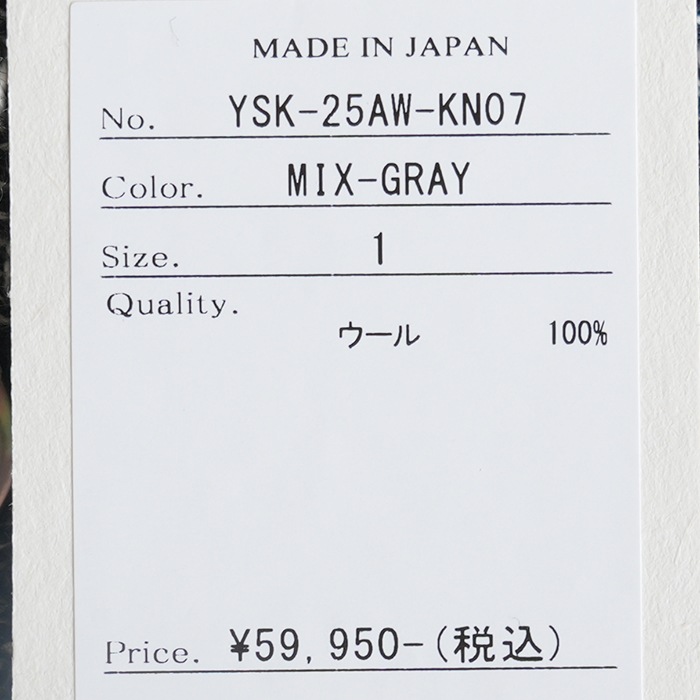 MADE IN JAPAN
No. YSK-25AW-KN07
Color. MIX-GRAY
Size. 1
Quality.
ウール 100%
Price. ¥59,950-(税込)